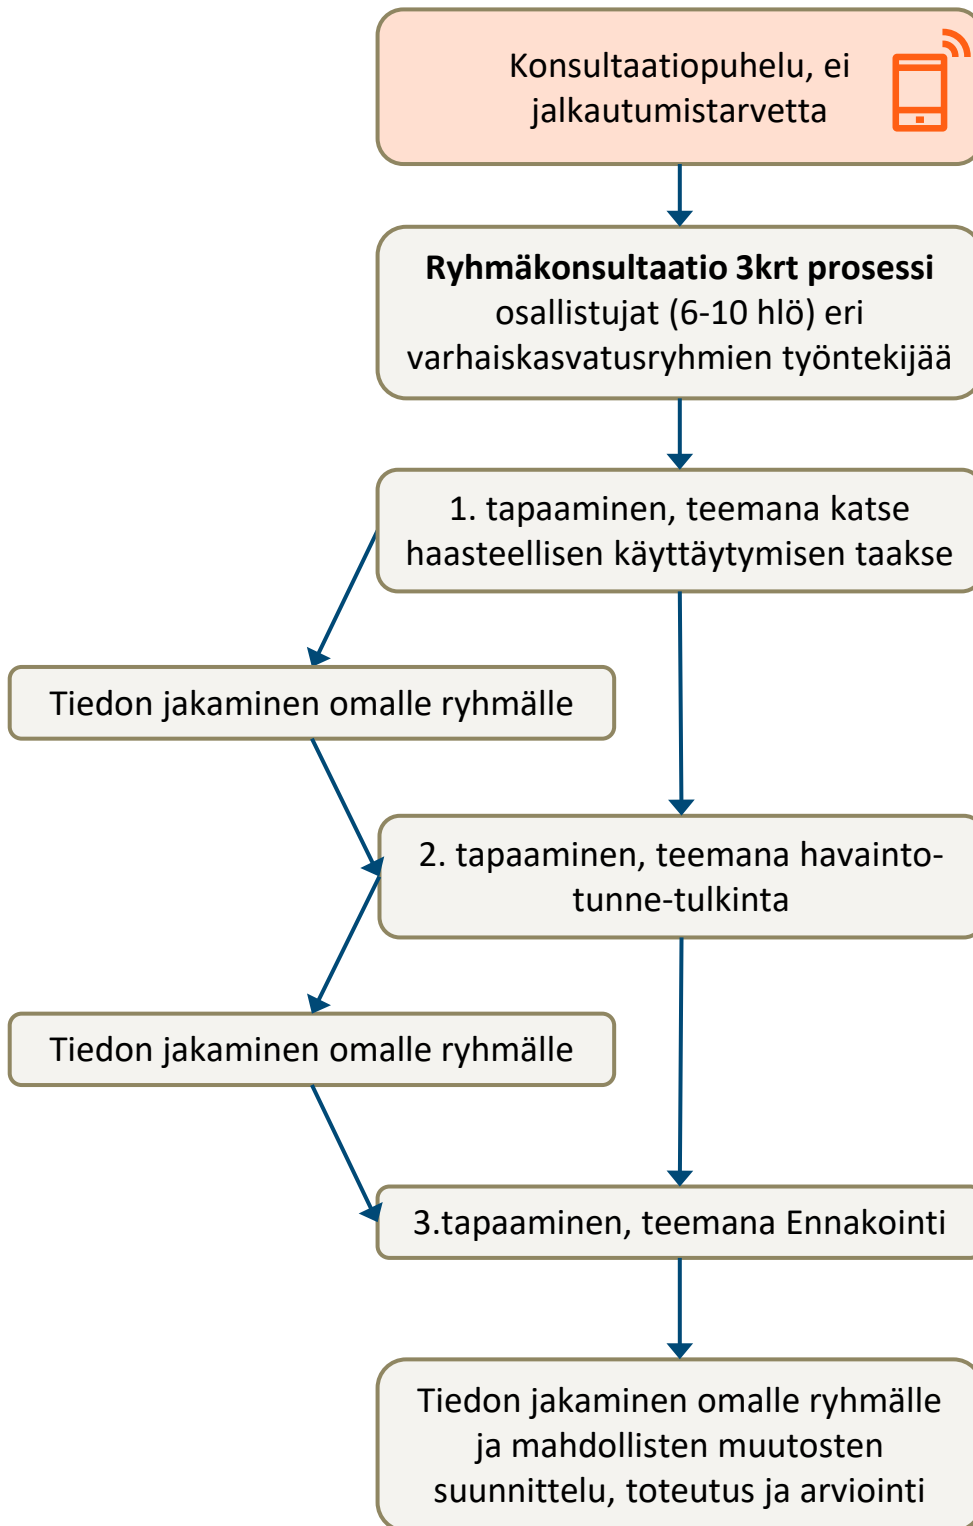 Konsultaatiopuhelu, ei
jalkautumistarvetta
Ryhmäkonsultaatio 3krt prosessi
osallistujat (6-10 hlö) eri
varhaiskasvatusryhmien työntekijää
1. tapaaminen, teemana katse
haasteellisen käyttäytymisen taakse
Tiedon jakaminen omalle ryhmälle
2. tapaaminen, teemana havainto-
tunne-tulkinta
Tiedon jakaminen omalle ryhmälle
3.tapaaminen, teemana Ennakointi
Tiedon jakaminen omalle ryhmälle
ja mahdollisten muutosten
suunnittelu, toteutus ja arviointi